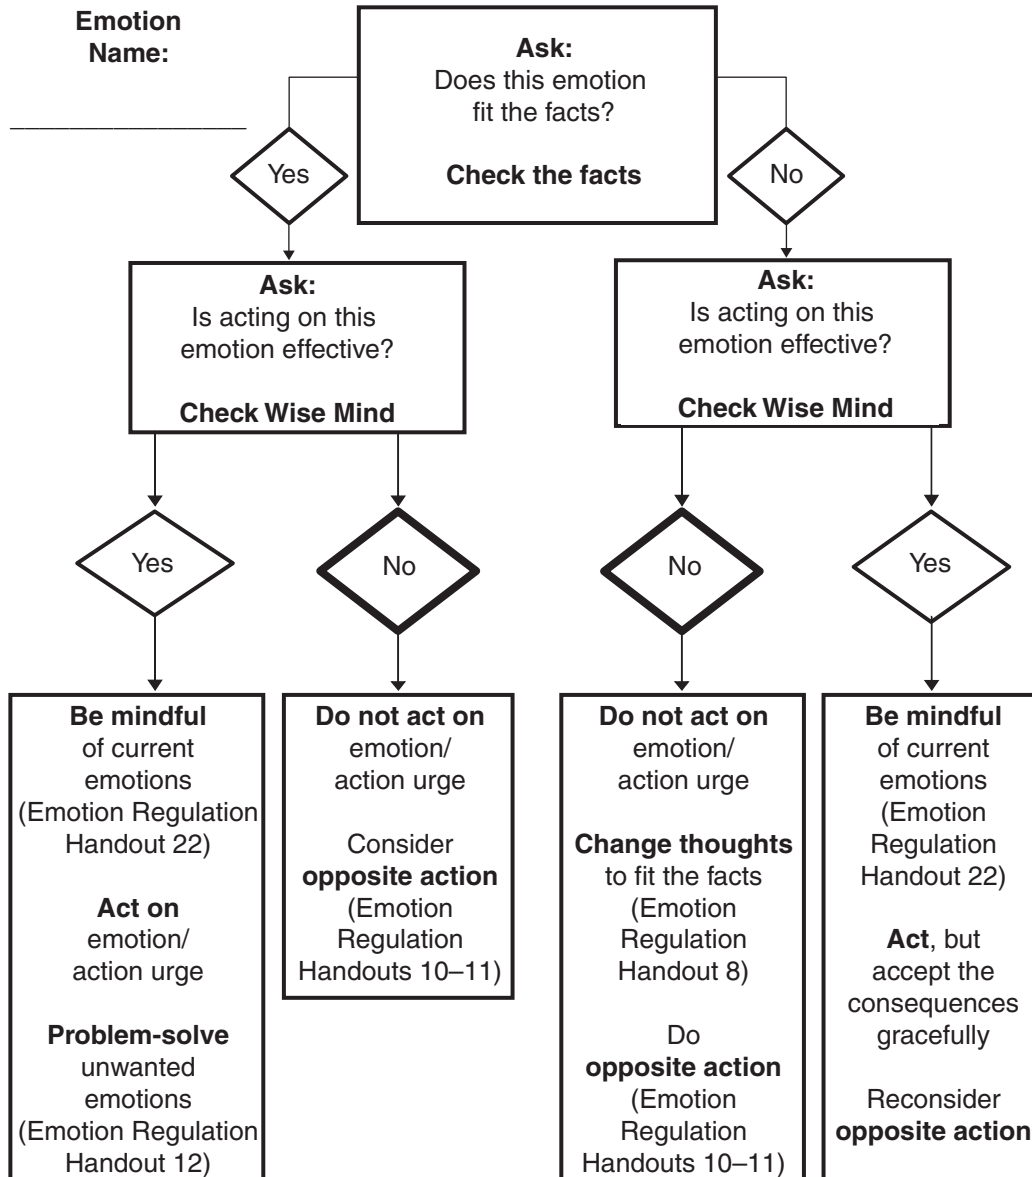 Emotion
Name:
Ask:
Does this emotion
fit the facts?
Check the facts
Yes
No
Ask:
Is acting on this
emotion effective?
Check Wise Mind
Ask:
Is acting on this
emotion effective?
Check Wise Mind
Yes
No
No
Yes
Be mindful
of current
emotions
(Emotion Regulation
Handout 22)
Act on
emotion/
action urge
Problem-solve
unwanted
emotions
(Emotion Regulation
Handout 12)
Do not act on
emotion/
action urge
Consider
opposite action
(Emotion
Regulation
Handouts 10–11)
Do not act on
emotion/
action urge
Change thoughts
to fit the facts
(Emotion
Regulation
Handout 8)
Do
opposite action
(Emotion
Regulation
Handouts 10–11)
Be mindful
of current
emotions
(Emotion
Regulation
Handout 22)
Act, but
accept the
consequences
gracefully
Reconsider
opposite action